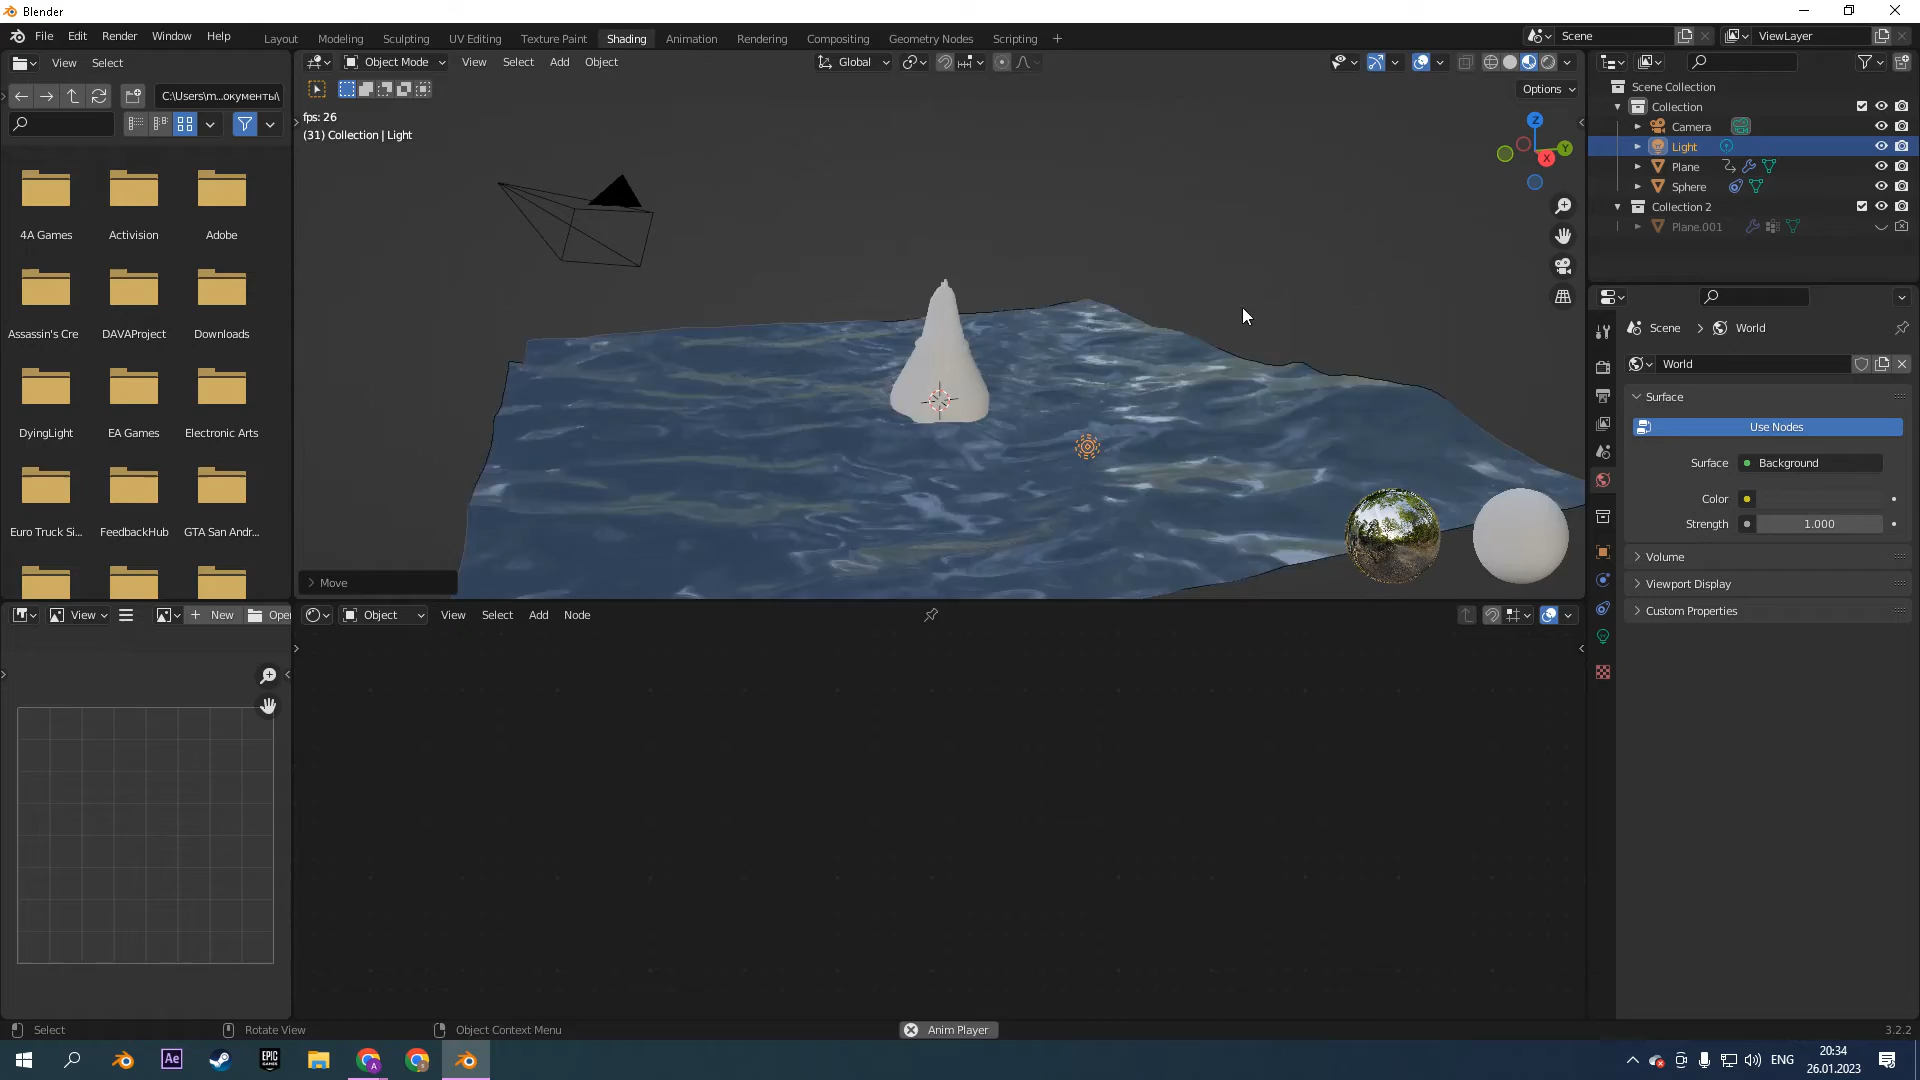 Blender
File Edit Render Window Help
Layout Modeling Sculpting UV Editing Texture Paint Shading Animation Rendering Compositing Geometry Nodes Scripting +
Scene
ViewLayer
View Select
Object Mode View Select Add Object
Global
C:\Users\m...окументы\
Options
fps: 26
(31) Collection | Light
Z
Y
X
4A Games Activision Adobe
Assassin's Cre DAVAProject Downloads
DyingLight EA Games Electronic Arts
Euro Truck Si... FeedbackHub GTA San Andr...
Move
Scene Collection
Collection
Camera
Light
Plane
Sphere
Collection 2
Plane.001
Scene > World
World
Surface
Use Nodes
Surface Background
Color
Strength 1.000
Volume
Viewport Display
Custom Properties
View + New Ope
Object View Select Add Node
Select Rotate View Object Context Menu Anim Player 3.2.2
Ae
EPIC
GAMES
A
ENG
20:34
26.01.2023